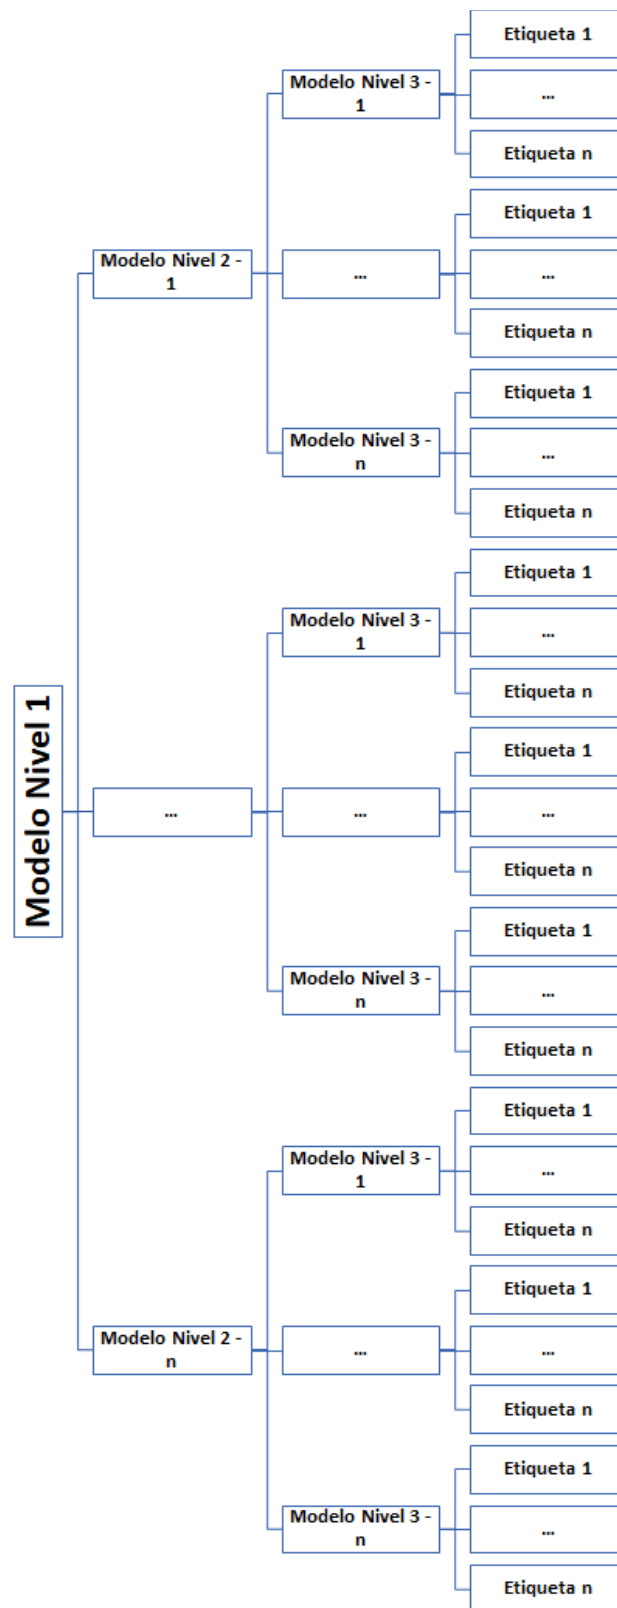 Modelo Nivel 1
Modelo Nivel 2 -
1
Modelo Nivel 3 -
1
Etiqueta 1
...
Etiqueta n
...
Etiqueta 1
...
Etiqueta n
Modelo Nivel 3 -
n
Etiqueta 1
...
Etiqueta n
...
Modelo Nivel 3 -
1
Etiqueta 1
...
Etiqueta n
...
Etiqueta 1
...
Etiqueta n
Modelo Nivel 3 -
n
Etiqueta 1
...
Etiqueta n
Modelo Nivel 2 -
n
Modelo Nivel 3 -
1
Etiqueta 1
...
Etiqueta n
...
Etiqueta 1
...
Etiqueta n
Modelo Nivel 3 -
n
Etiqueta 1
...
Etiqueta n